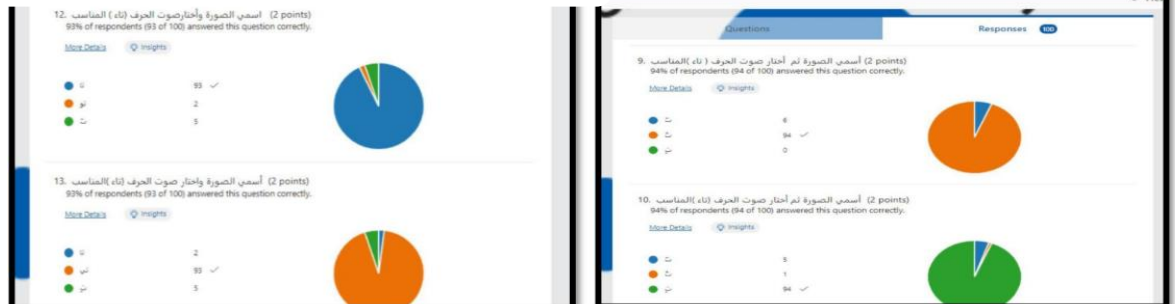 12. اسمي الصورة وأختارصوت الحرف (تاء ) المناسب (2 points)
93% of respondents (93 of 100) answered this question correctly.
More Details Insights
تا 93
تو 2
5
13. أسمي الصورة واختار صوت الحرف (تاء )المناسب (2 points)
93% of respondents (93 of 100) answered this question correctly.
More Details Insights
تا 2
تي 93
5
Questions Responses 100
9. أسمي الصورة ثم أختار صوت الحرف ( تاء )المناسب (2 points)
94% of respondents (94 of 100) answered this question correctly.
More Details Insights
6
94
0
10. أسمي الصورة ثم أختار صوت الحرف (تاء )المناسب (2 points)
94% of respondents (94 of 100) answered this question correctly.
More Details Insights
5
1
94